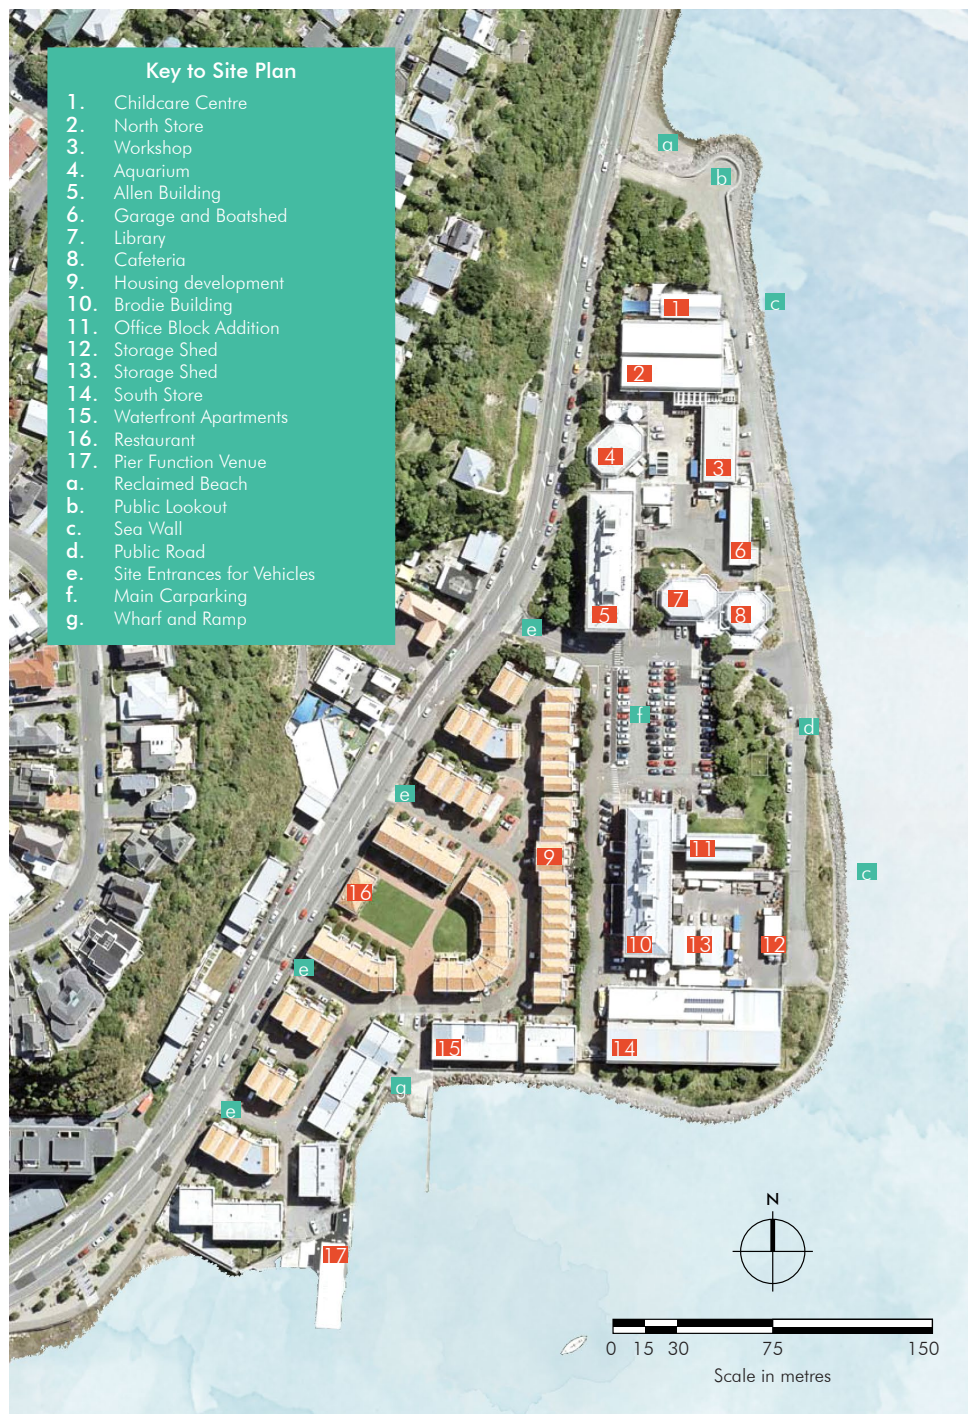 Key to Site Plan
1. Childcare Centre
2. North Store
3. Workshop
4. Aquarium
5. Allen Building
6. Garage and Boatshed
7. Library
8. Cafeteria
9. Housing development
10. Brodie Building
11. Office Block Addition
12. Storage Shed
13. Storage Shed
14. South Store
15. Waterfront Apartments
16. Restaurant
17. Pier Function Venue
a. Reclaimed Beach
b. Public Lookout
c. Sea Wall
d. Public Road
e. Site Entrances for Vehicles
f. Main Carparking
g. Wharf and Ramp
a
b
c
1
2
4
3
6
7
5
8
e
f
d
e
9
11
c
16
10
13
12
e
15
14
g
e
N
17
0 15 30 75 150
Scale in metres